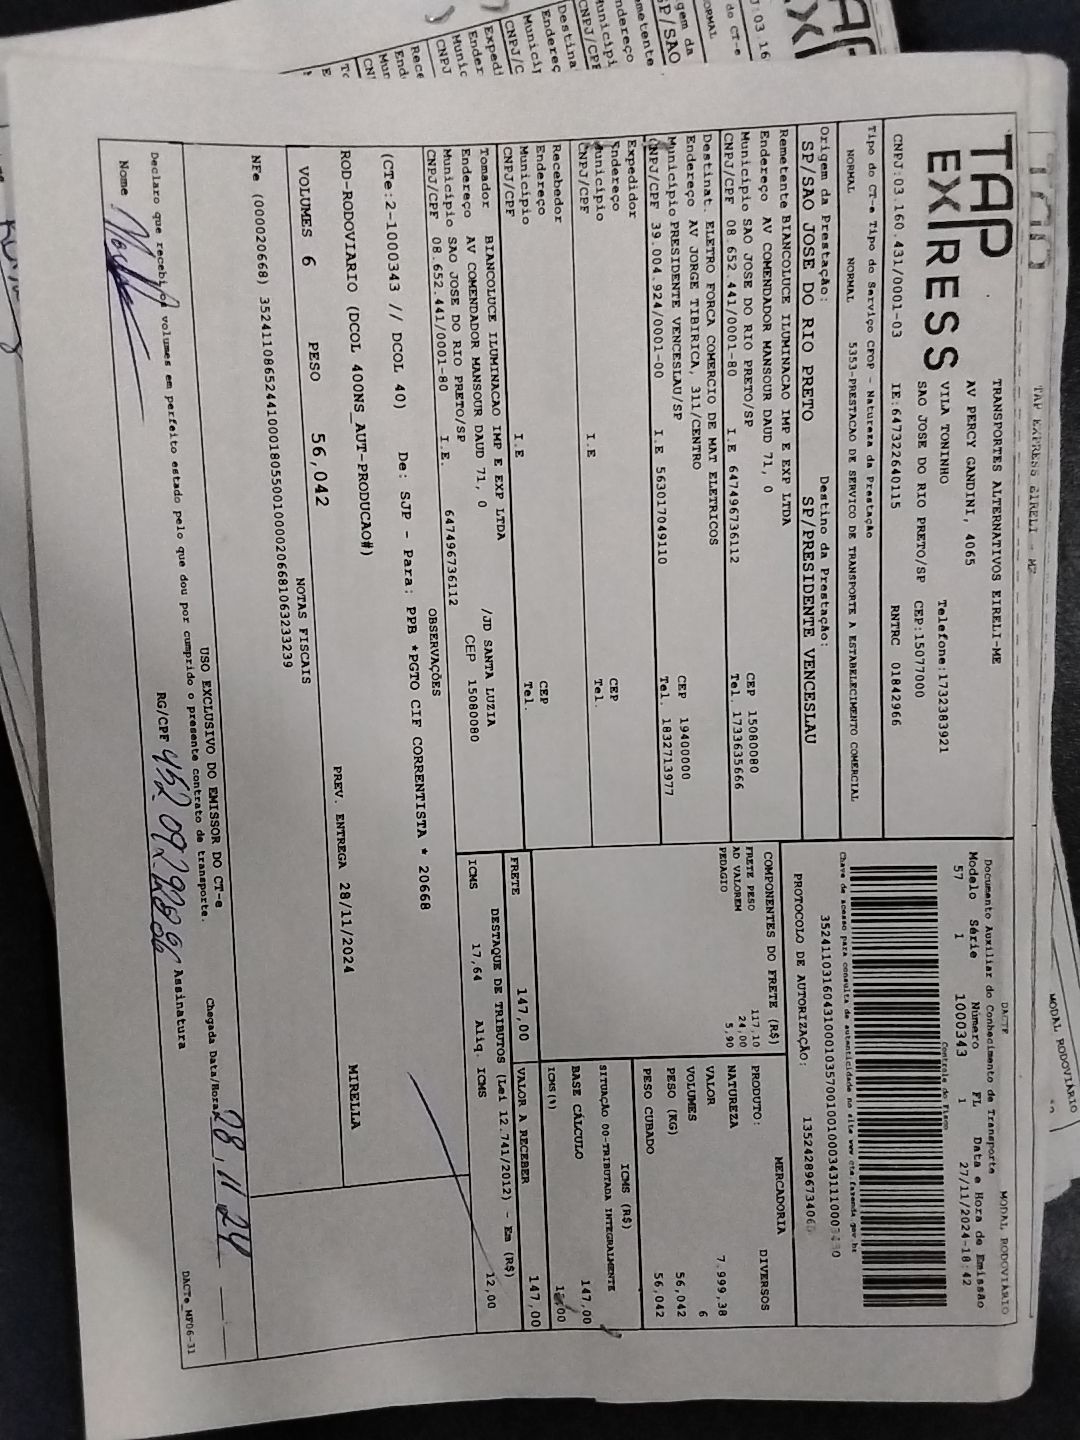 TAP
EXPRESS
TRANSPORTES ALTERNATIVOS EIRELI-ME
AV PERCY GANDINI, 4065
VILA TONINHO Telefone:1732383921
SAO JOSE DO RIO PRETO/SP CEP:15077000
CNPJ:03.160.431/0001-03 IE:647322640115 RNTRC 01842966
DACTE MODAL RODOVIÁRIO
Documento Auxiliar do Conhecimento de Transporte
Modelo Série Número FL Data e Hora de Emissão
57 1 1000343 1 27/11/2024-18:42
Controle do Fisco
Chave de acesso para consulta de autenticidade no site www.cte.fazenda.gov.br
PROTOCOLO DE AUTORIZAÇÃO:
Tipo do CT-e Tipo do Serviço CFOP - Natureza da Prestação
NORMAL NORMAL 5353-PRESTACAO DE SERVICO DE TRANSPORTE A ESTABELECIMENTO COMERCIAL
Origem da Prestação: Destino da Prestação:
SP/SAO JOSE DO RIO PRETO SP/PRESIDENTE VENCESLAU
Remetente BIANCOLUCE ILUMINACAO IMP E EXP LTDA
Endereço AV COMENDADOR MANSOUR DAUD 71, 0
Município SAO JOSE DO RIO PRETO/SP CEP 15080080
CNPJ/CPF 08.652.441/0001-80 I.E 647496736112 Tel. 1733635666
Destinat. ELETRO FORCA COMERCIO DE MAT ELETRICOS
Endereço AV JORGE TIBIRICA, 311/CENTRO
Município PRESIDENTE VENCESLAU/SP CEP 19400000
CNPJ/CPF 39.004.924/0001-00 I.E 563017049110 Tel. 1832713977
Expedidor
Endereço
Município CEP
CNPJ/CPF I.E Tel.
Recebedor
Endereço
Município CEP
CNPJ/CPF I.E Tel.
Tomador BIANCOLUCE ILUMINACAO IMP E EXP LTDA
Endereço AV COMENDADOR MANSOUR DAUD 71, 0 /JD SANTA LUZIA
Município SAO JOSE DO RIO PRETO/SP CEP 15080080
CNPJ/CPF 08.652.441/0001-80 I.E. 647496736112
COMPONENTES DO FRETE (R$)
FRETE PESO 117,10
AD VALOREM 24,00
PEDAGIO 5,90
MERCADORIA
PRODUTO: DIVERSOS
NATUREZA
VALOR 7.999,38
VOLUMES 6
PESO (KG) 56,042
PESO CUBADO 56,042
ICMS (R$)
SITUAÇÃO 00-TRIBUTADA INTEGRALMENTE
BASE CÁLCULO 147,00
ICMS(%)
FRETE 147,00 VALOR A RECEBER 147,00
DESTAQUE DE TRIBUTOS (Lei 12.741/2012) - Em (R$)
ICMS 17,64 Aliq. ICMS 12,00
OBSERVAÇÕES
(CTe:2-1000343 // DCOL 40) De: SJP - Para: PPB *PGTO CIF CORRENTISTA * 20668
ROD-RODOVIARIO (DCOL 400NS AUT-PRODUCAO#)
PREV. ENTREGA 28/11/2024 MIRELLA
VOLUMES 6 PESO 56,042
NOTAS FISCAIS
NFe (000020668) 35241108652441000180550010000206681063233239
USO EXCLUSIVO DO EMISSOR DO CT-e
Declaro que recebi os volumes em perfeito estado pelo que dou por cumprido o presente contrato de transporte.
Chegada Data/Hora 28 11 24
Nome RG/CPF Assinatura
DACTe_MF06-31